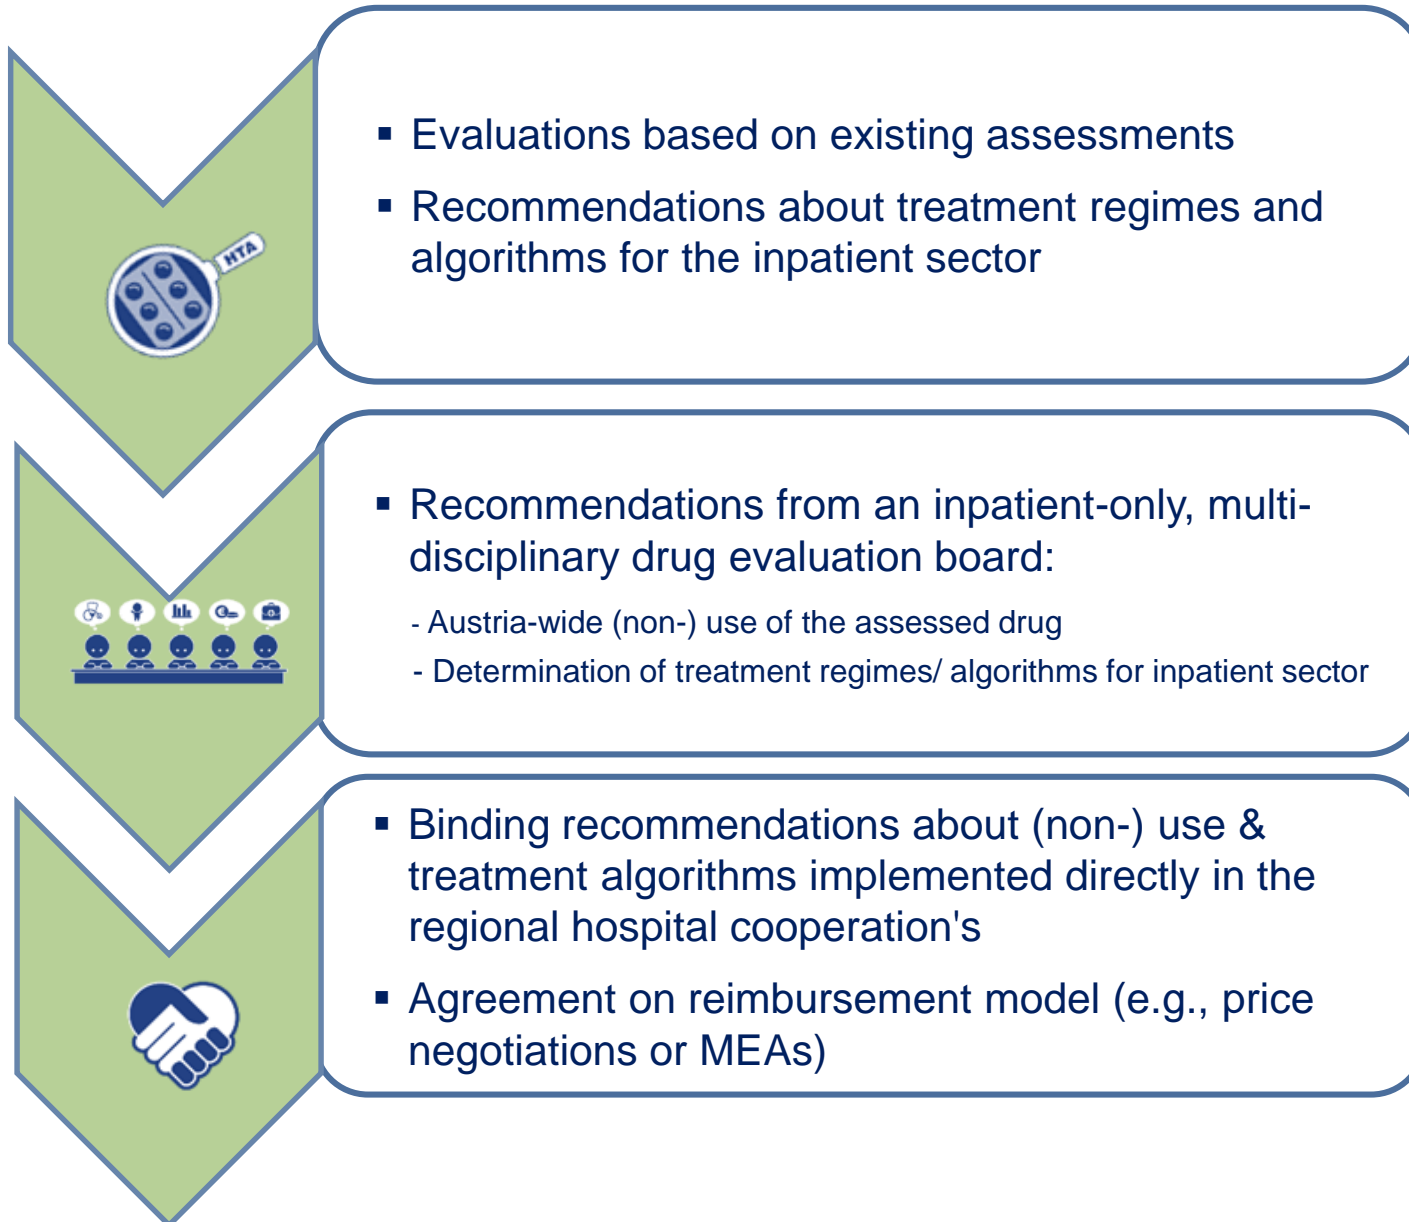 HTA
▪ Evaluations based on existing assessments
▪ Recommendations about treatment regimes and
algorithms for the inpatient sector
▪ Recommendations from an inpatient-only, multi-
disciplinary drug evaluation board:
- Austria-wide (non-) use of the assessed drug
- Determination of treatment regimes/ algorithms for inpatient sector
▪ Binding recommendations about (non-) use &
treatment algorithms implemented directly in the
regional hospital cooperation's
▪ Agreement on reimbursement model (e.g., price
negotiations or MEAs)